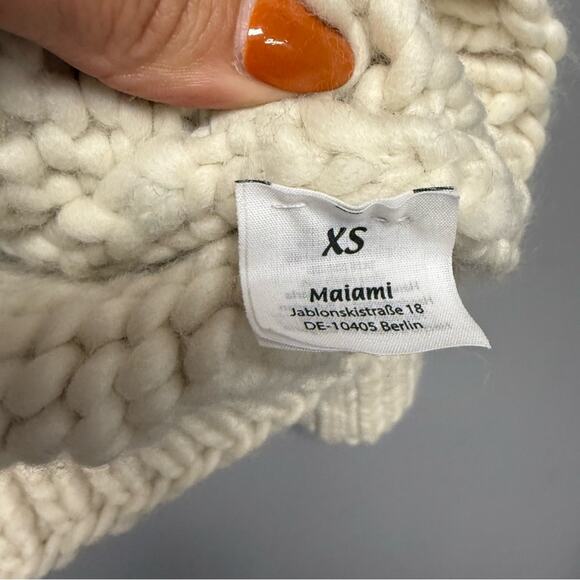 XS
Maiami
Jablonskistraße 18
DE-10405 Berlin